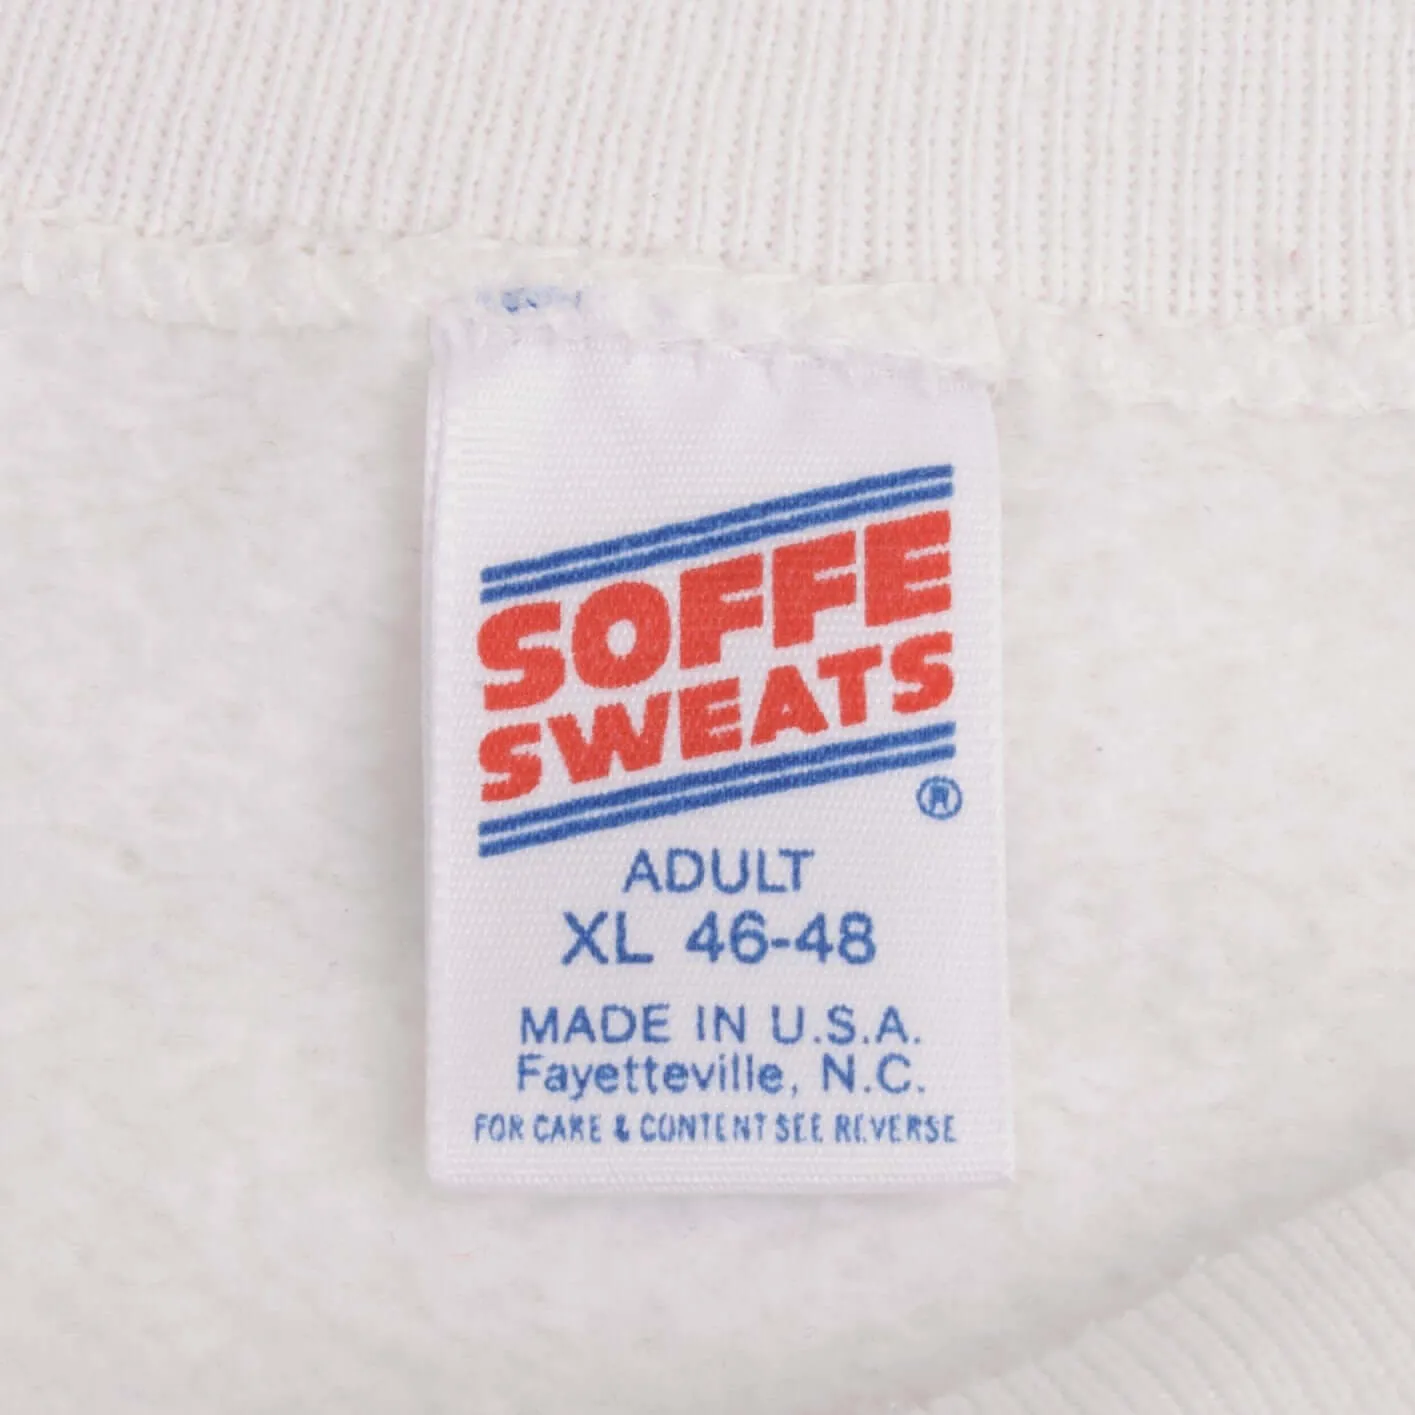 SOFFE
SWEATS
®
ADULT
XL 46-48
MADE IN U.S.A.
Fayetteville, N.C.
FOR CARE & CONTENT SEE REVERSE